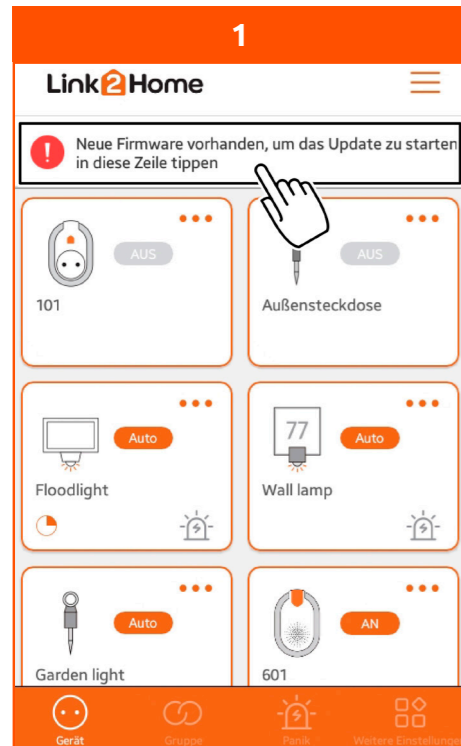 1
Link2Home
Neue Firmware vorhanden, um das Update zu starten
in diese Zeile tippen
AUS
AUS
101
Außensteckdose
Auto
77
Auto
Floodlight
Wall lamp
Auto
AN
Garden light
601
Gerät
Gruppe
Panik
Weitere Einstellunge